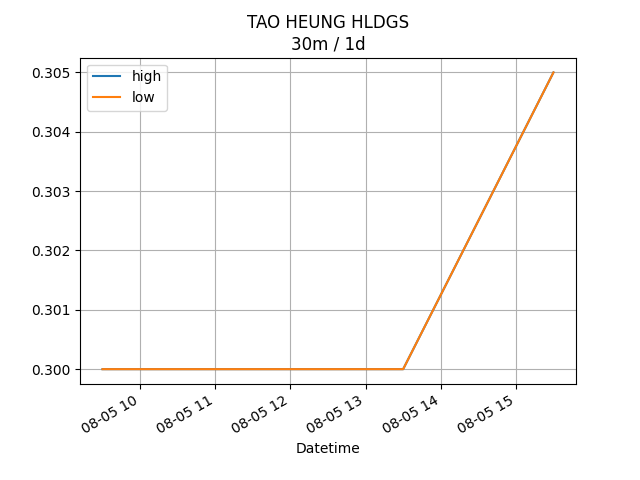 TAO HEUNG HLDGS
30m / 1d
high
low
0.305
0.304
0.303
0.302
0.301
0.300
08-05 10
08-05 11
08-05 12
08-05 13
08-05 14
08-05 15
Datetime